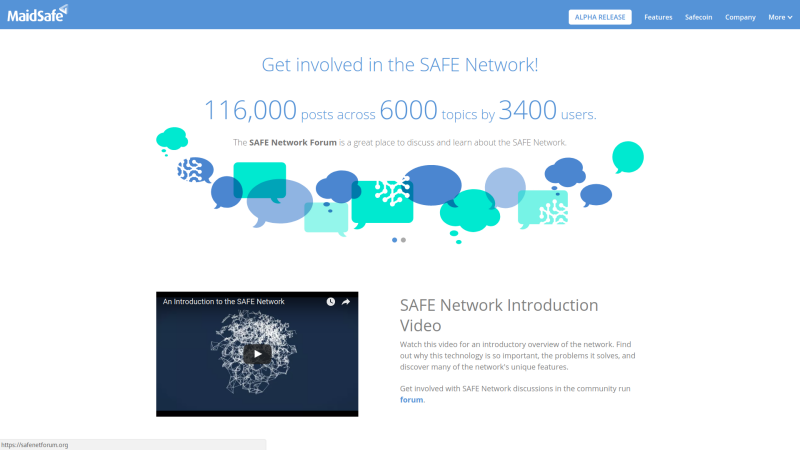 MaidSafe
ALPHA RELEASE
Features
Safecoin
Company
More
Get involved in the SAFE Network!
116,000 posts across 6000 topics by 3400 users.
The SAFE Network Forum is a great place to discuss and learn about the SAFE Network.
An Introduction to the SAFE Network
SAFE Network Introduction
Video
Watch this video for an introductory overview of the network. Find
out why this technology is so important, the problems it solves, and
discover many of the network's unique features.
Get involved with SAFE Network discussions in the community run
forum.
https://safenetforum.org